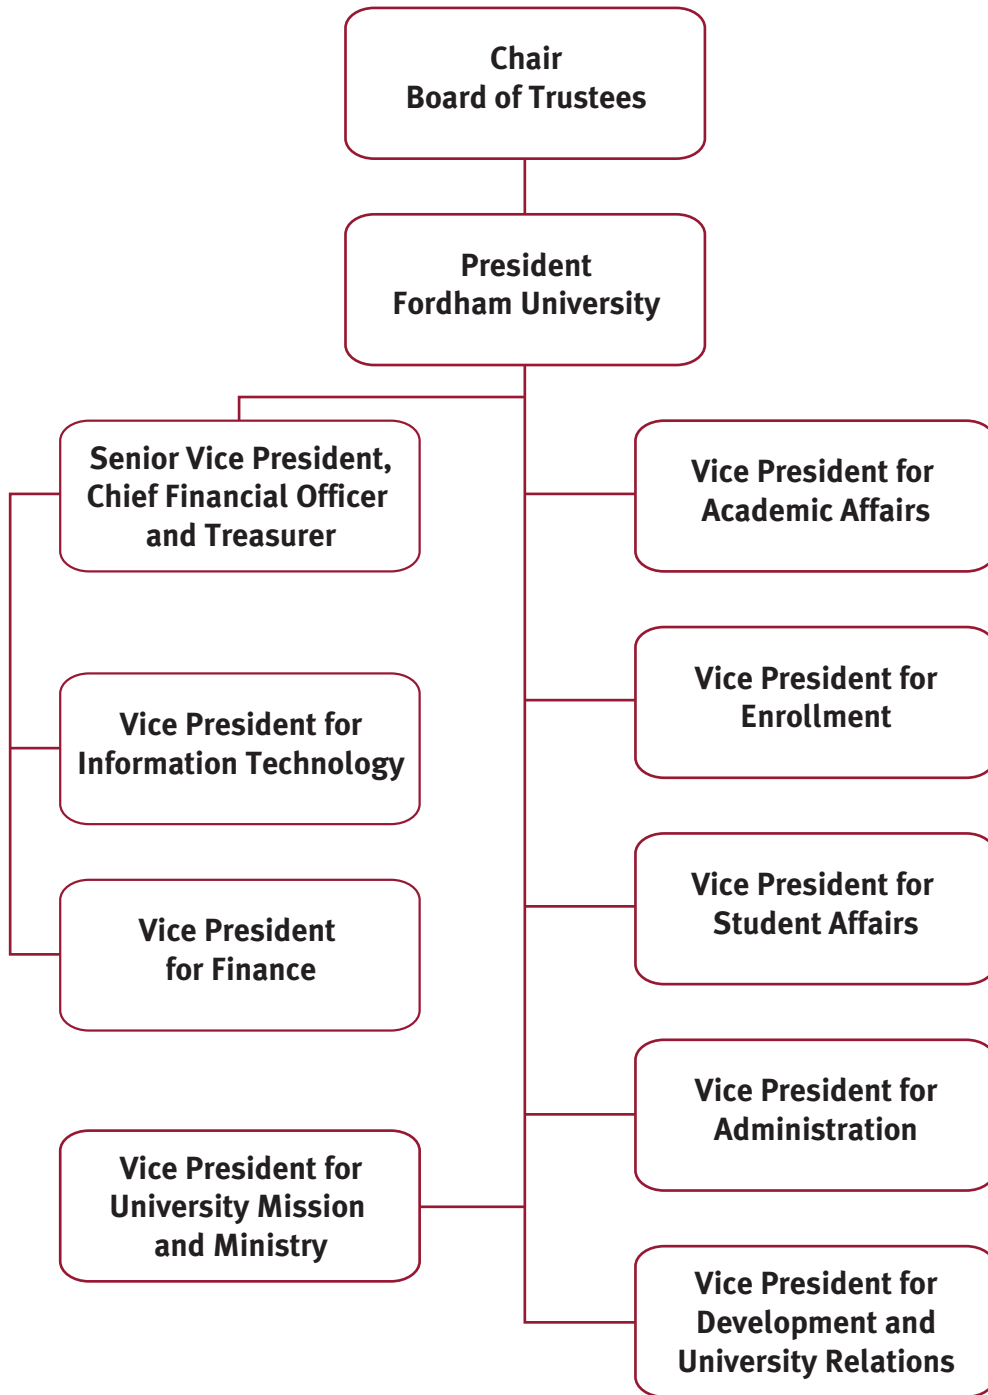 Chair
Board of Trustees
President
Fordham University
Senior Vice President,
Chief Financial Officer
and Treasurer
Vice President for
Academic Affairs
Vice President for
Enrollment
Vice President for
Information Technology
Vice President for
Student Affairs
Vice President
for Finance
Vice President for
Administration
Vice President for
University Mission
and Ministry
Vice President for
Development and
University Relations